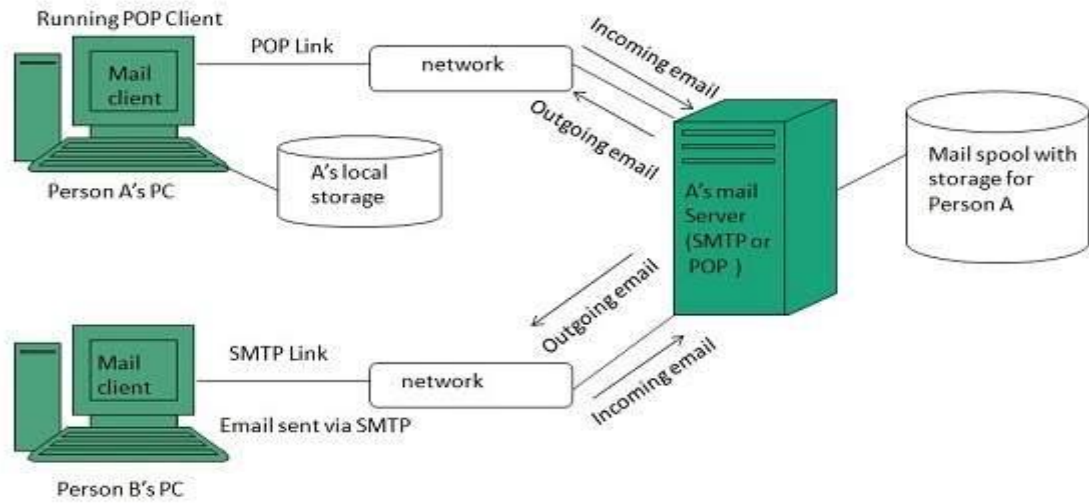 Running POP Client
Mail
client
POP Link
network
Incoming email
Outgoing email
Person A's PC
A's local
storage
A's mail
Server
(SMTP or
POP )
Mail spool with
storage for
Person A
Outgoing email
Incoming email
Mail
client
SMTP Link
network
Email sent via SMTP
Person B's PC